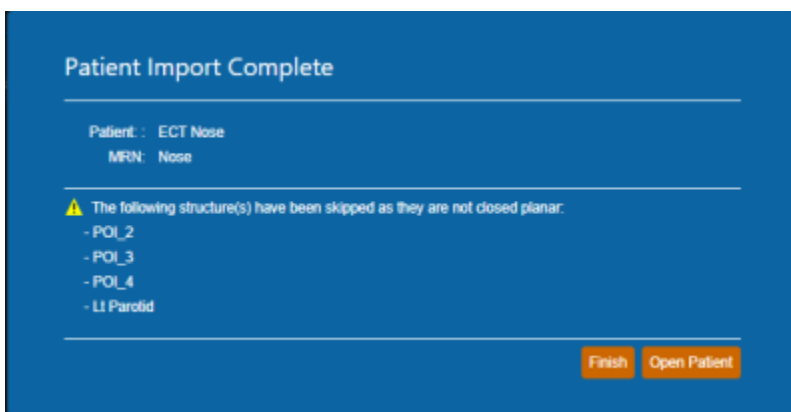 Patient Import Complete
Patient: : ECT Nose
MRN: Nose
The following structure(s) have been skipped as they are not closed planar:
- POI_2
- POI_3
- POI_4
- Lt Parotid
Finish Open Patient